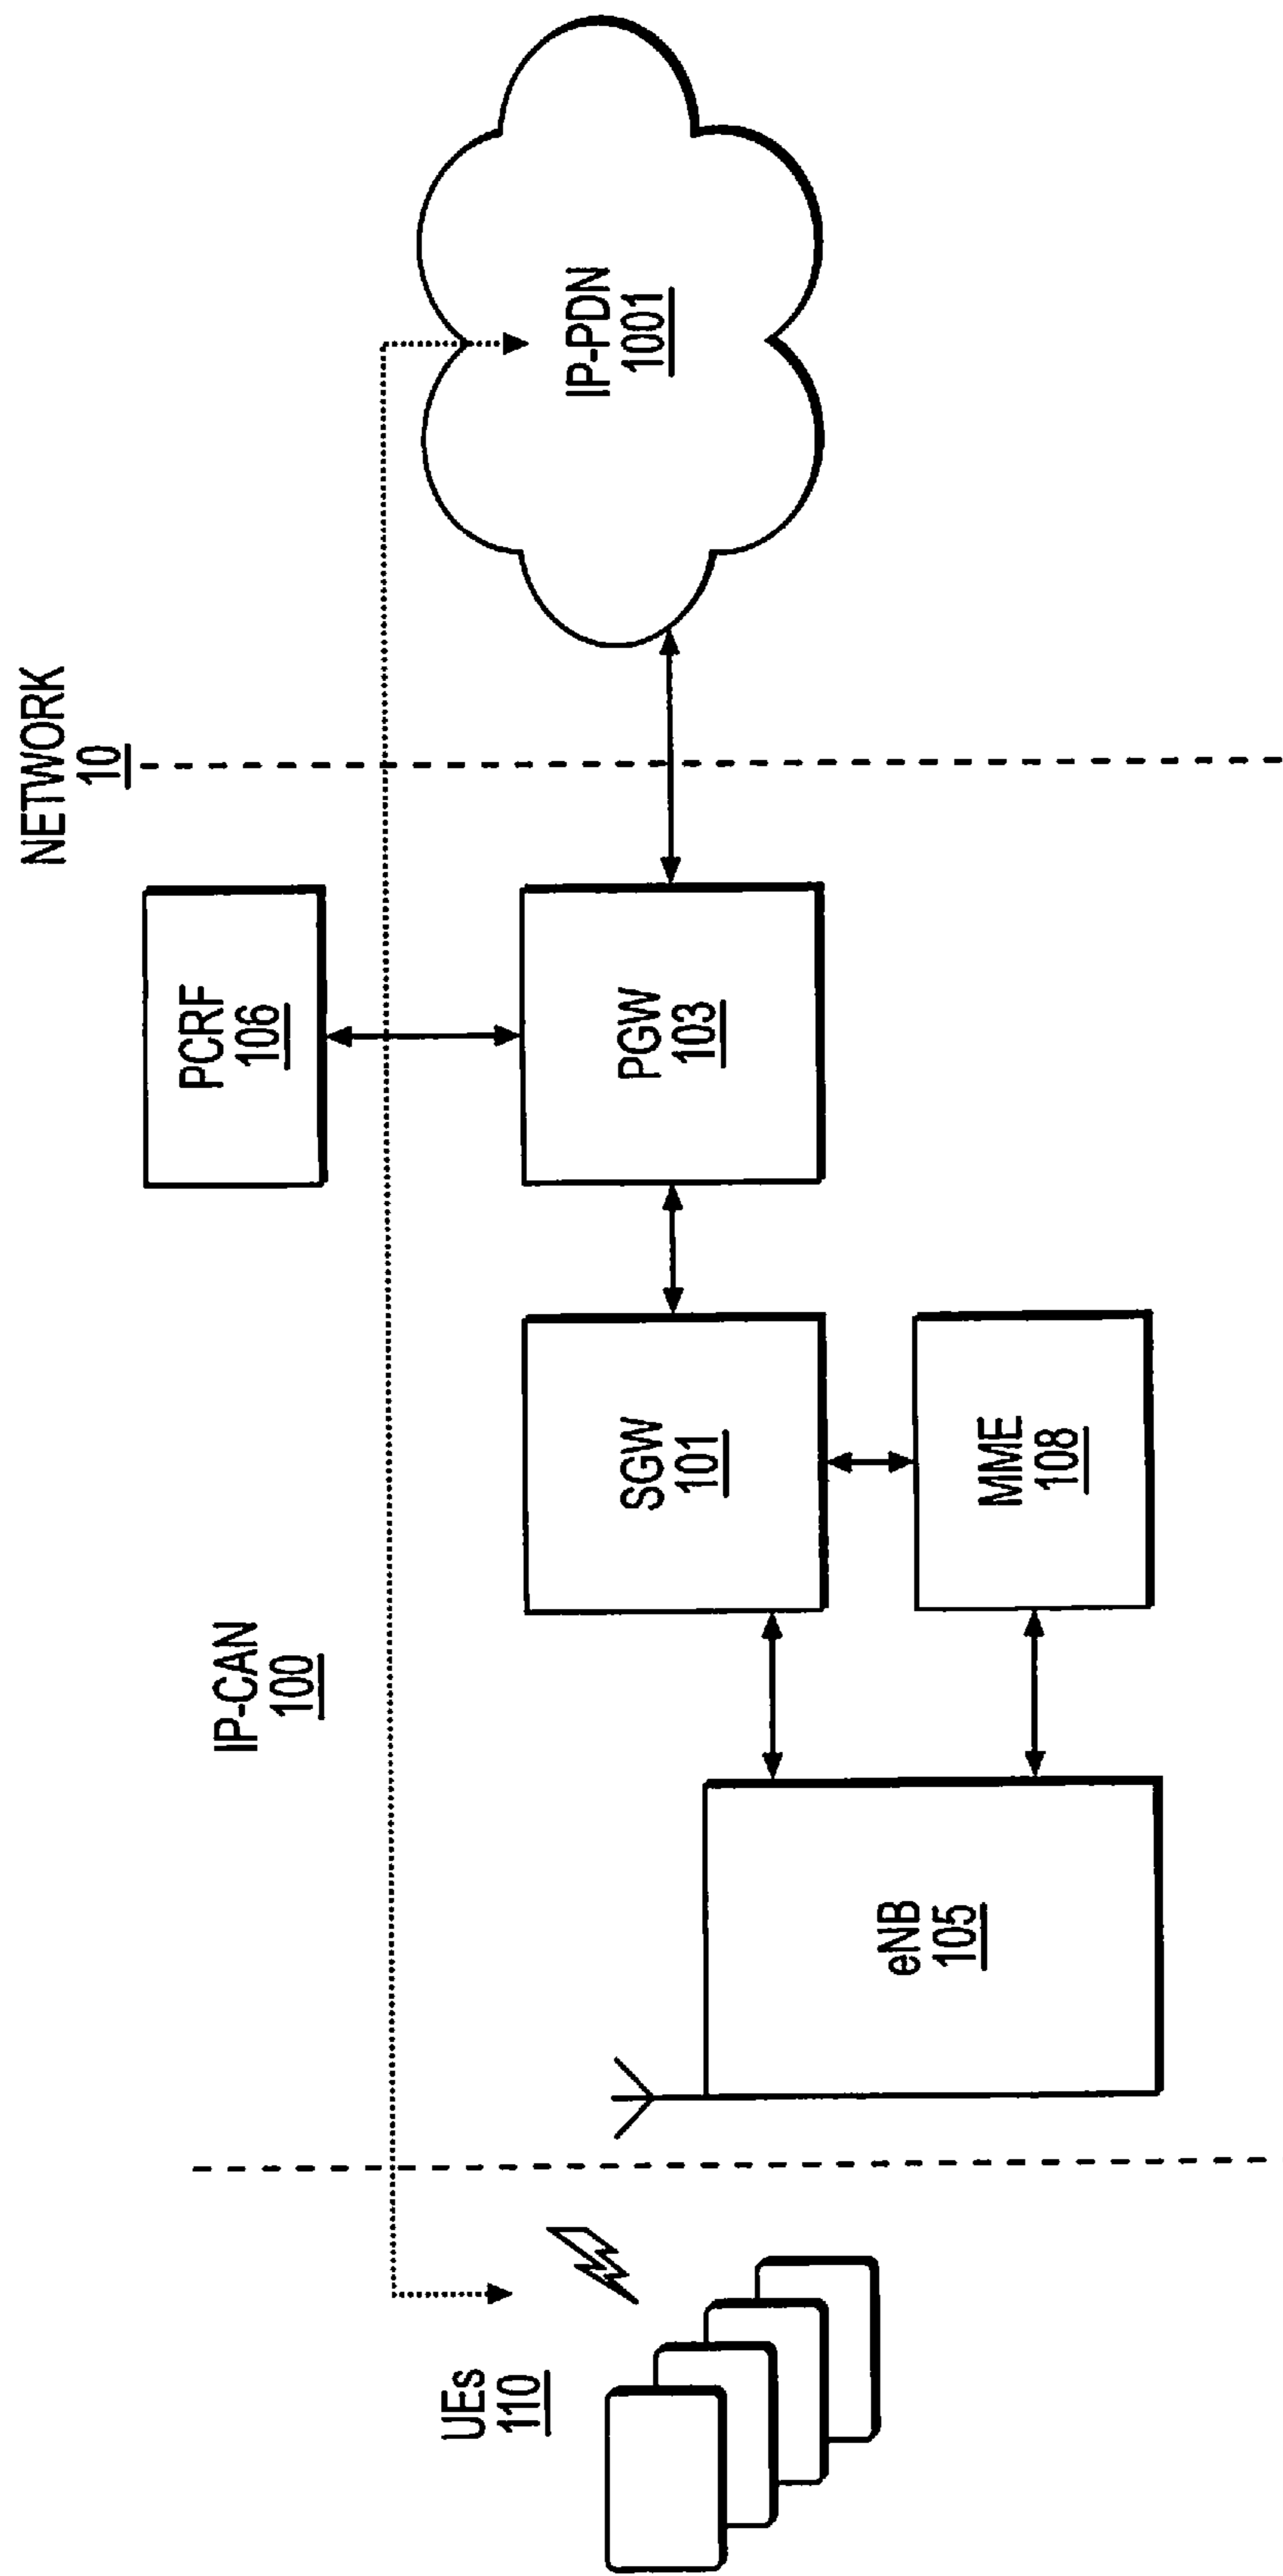 NETWORK
10
IP-CAN
100
PCRF
106
UEs
110
IP-PDN
1001
SGW
101
PGW
103
eNB
105
MME
108